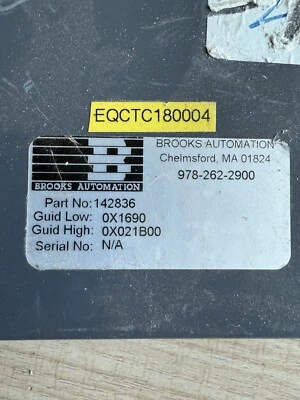 2
EQCTC180004
B
BROOKS AUTOMATION
BROOKS AUTOMATION
Chelmsford, MA 01824
978-262-2900
Part No: 142836
Guid Low: 0X1690
Guid High: 0X021B00
Serial No: N/A